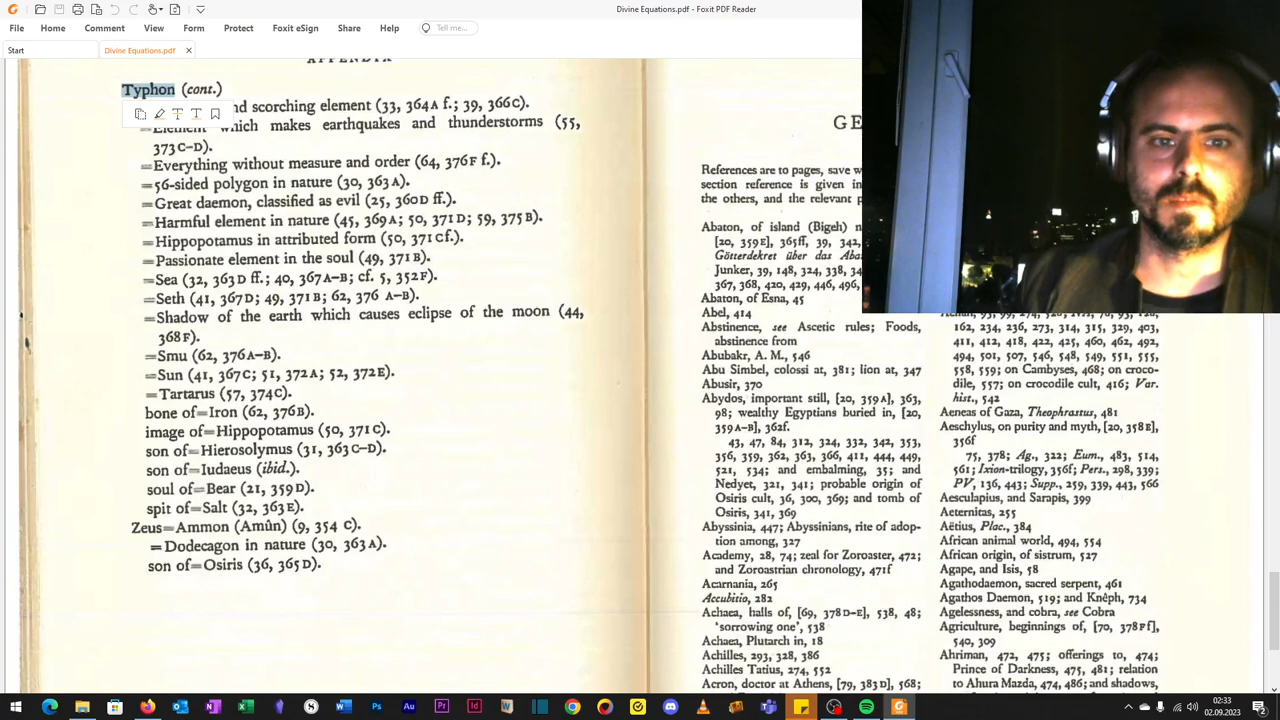 Divine Equations.pdf - Foxit PDF Reader
File Home Comment View Form Protect Foxit eSign Share Help Tell me...
Start Divine Equations.pdf
APPENDIX
Typhon (cont.)
nd scorching element (33, 364A f.; 39, 366C).
=Element which makes earthquakes and thunderstorms (55,
373C–D).
=Everything without measure and order (64, 376F f.).
=56-sided polygon in nature (30, 363A).
=Great daemon, classified as evil (25, 360D ff.).
=Harmful element in nature (45, 369A; 50, 371D; 59, 375B).
=Hippopotamus in attributed form (50, 371Cf.).
=Passionate element in the soul (49, 371B).
=Sea (32, 363D ff.; 40, 367A–B; cf. 5, 352F).
=Seth (41, 367D; 49, 371B; 62, 376 A–B).
=Shadow of the earth which causes eclipse of the moon (44,
368F).
=Smu (62, 376A–B).
=Sun (41, 367C; 51, 372A; 52, 372E).
=Tartarus (57, 374C).
bone of=Iron (62, 376B).
image of=Hippopotamus (50, 371C).
son of=Hierosolymus (31, 363C–D).
son of=Iudaeus (ibid.).
soul of=Bear (21, 359D).
spit of=Salt (32, 363E).
Zeus=Ammon (Amûn) (9, 354 C).
=Dodecagon in nature (30, 363A).
son of=Osiris (36, 365D).
GE
References are to pages, save w
section reference is given in
the others, and the relevant p
Abaton, of island (Bigeh) n
[20, 359E], 365ff, 39, 342,
Götterdekret über das Aba
Junker, 39, 148, 324, 338, 34
367, 368, 420, 429, 446, 496,
Abaton of Esna, 45
Abel, 414
Abstinence, see Ascetic rules; Foods,
abstinence from
Abubakr, A. M., 546
Abu Simbel, colossi at, 381; lion at, 347
Abusir, 370
Abydos, important still, [20, 359A], 363,
98; wealthy Egyptians buried in, [20,
359A–B], 362f.
43, 47, 84, 312, 324, 332, 342, 353,
356, 359, 362, 363, 366, 411, 444, 449,
521, 534; and embalming, 35; and
Nedyet, 321, 341; probable origin of
Osiris cult, 36, 300, 369; and tomb of
Osiris, 341, 369
Abyssinia, 447; Abyssinians, rite of adop-
tion among, 327
Academy, 28, 74; zeal for Zoroaster, 472;
and Zoroastrian chronology, 471f
Acarnania, 265
Accubitio, 282
Achaea, halls of, [69, 378D–E], 538, 48;
'sorrowing one', 538
Achaea, Plutarch in, 18
Achilles, 293, 328, 386
Achilles Tatius, 274, 552
Acron, doctor at Athens, [79, 383D], 568;
162, 234, 236, 273, 314, 315, 329, 403,
411, 412, 418, 422, 425, 460, 462, 492,
494, 501, 507, 546, 548, 549, 551, 555,
558, 559; on Cambyses, 468; on croco-
dile, 557; on crocodile cult, 416; Var.
hist., 542
Aeneas of Gaza, Theophrastus, 481
Aeschylus, on purity and myth, [20, 358E],
356f
75, 378; Ag., 322; Eum., 483, 514,
561; Ixion-trilogy, 356f; Pers., 298, 339;
PV, 136, 443; Supp., 259, 339, 443, 566
Aesculapius, and Sarapis, 399
Aeternitas, 255
Aëtius, Plac., 384
African animal world, 494, 554
African origin, of sistrum, 527
Agape, and Isis, 58
Agathodaemon, sacred serpent, 461
Agathos Daemon, 519; and Knêph, 734
Agelessness, and cobra, see Cobra
Agriculture, beginnings of, [70, 378Ff],
540, 309
Ahriman, 472, 475; offerings to, 474;
Prince of Darkness, 475, 481; relation
to Ahura Mazda, 474, 486; and shadows,
02:33
02.09.2023